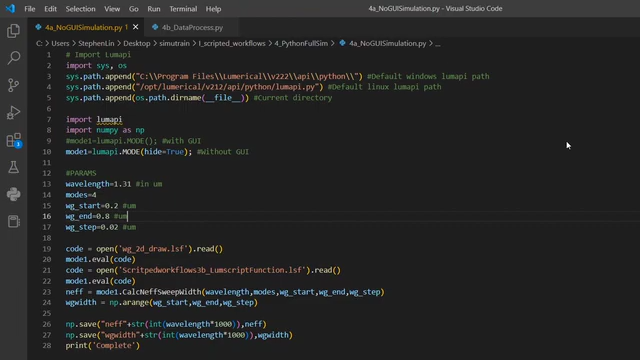 File Edit Selection View Go Run Terminal Help
4a_NoGUISimulation.py - Visual Studio Code
4a_NoGUISimulation.py 1
4b_DataProcess.py
C: > Users > StephenLin > Desktop > simutrain > I_scripted_workflows > 4_PythonFullSim > 4a_NoGUISimulation.py > ...
1 # Import Lumapi
2 import sys, os
3 sys.path.append("C:\\Program Files\\Lumerical\\v222\\api\\python\\") #Default windows lumapi path
4 sys.path.append("/opt/lumerical/v212/api/python/lumapi.py") #Default linux lumapi path
5 sys.path.append(os.path.dirname(__file__)) #Current directory
6
7 import lumapi
8 import numpy as np
9 #mode1=lumapi.MODE(); #with GUI
10 mode1=lumapi.MODE(hide=True); #Without GUI
11
12
13 #PARAMS
13 wavelength=1.31 #in um
14 modes=4
15 wg_start=0.2 #um
16 wg_end=0.8 #um
17 wg_step=0.02 #um
18
19 code = open('wg_2d_draw.lsf').read()
20 mode1.eval(code)
21 code = open('Scritpedworkflows3b_LumscriptFunction.lsf').read()
22 mode1.eval(code)
23 neff = mode1.CalcNeffSweepWidth(wavelength,modes,wg_start,wg_end,wg_step)
24 wgwidth = np.arange(wg_start,wg_end,wg_step)
25
26 np.save("neff"+str(int(wavelength*1000)),neff)
27 np.save("wgwidth"+str(int(wavelength*1000)),wgwidth)
28 print('Complete')